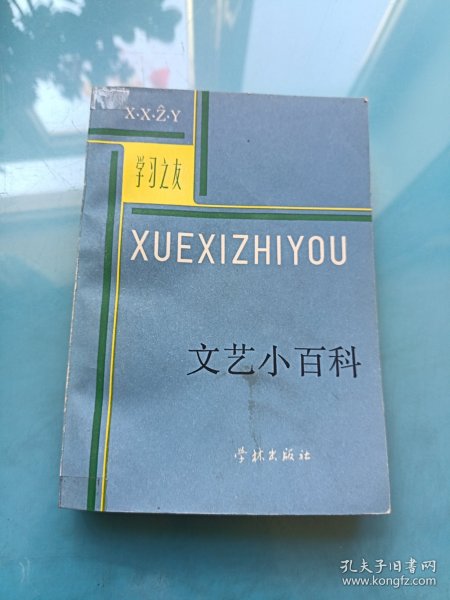 X·X·Ẑ·Y
学习之友
XUEXIZHIYOU
文艺小百科
学林出版社
孔夫子旧书网
www.kongfz.com